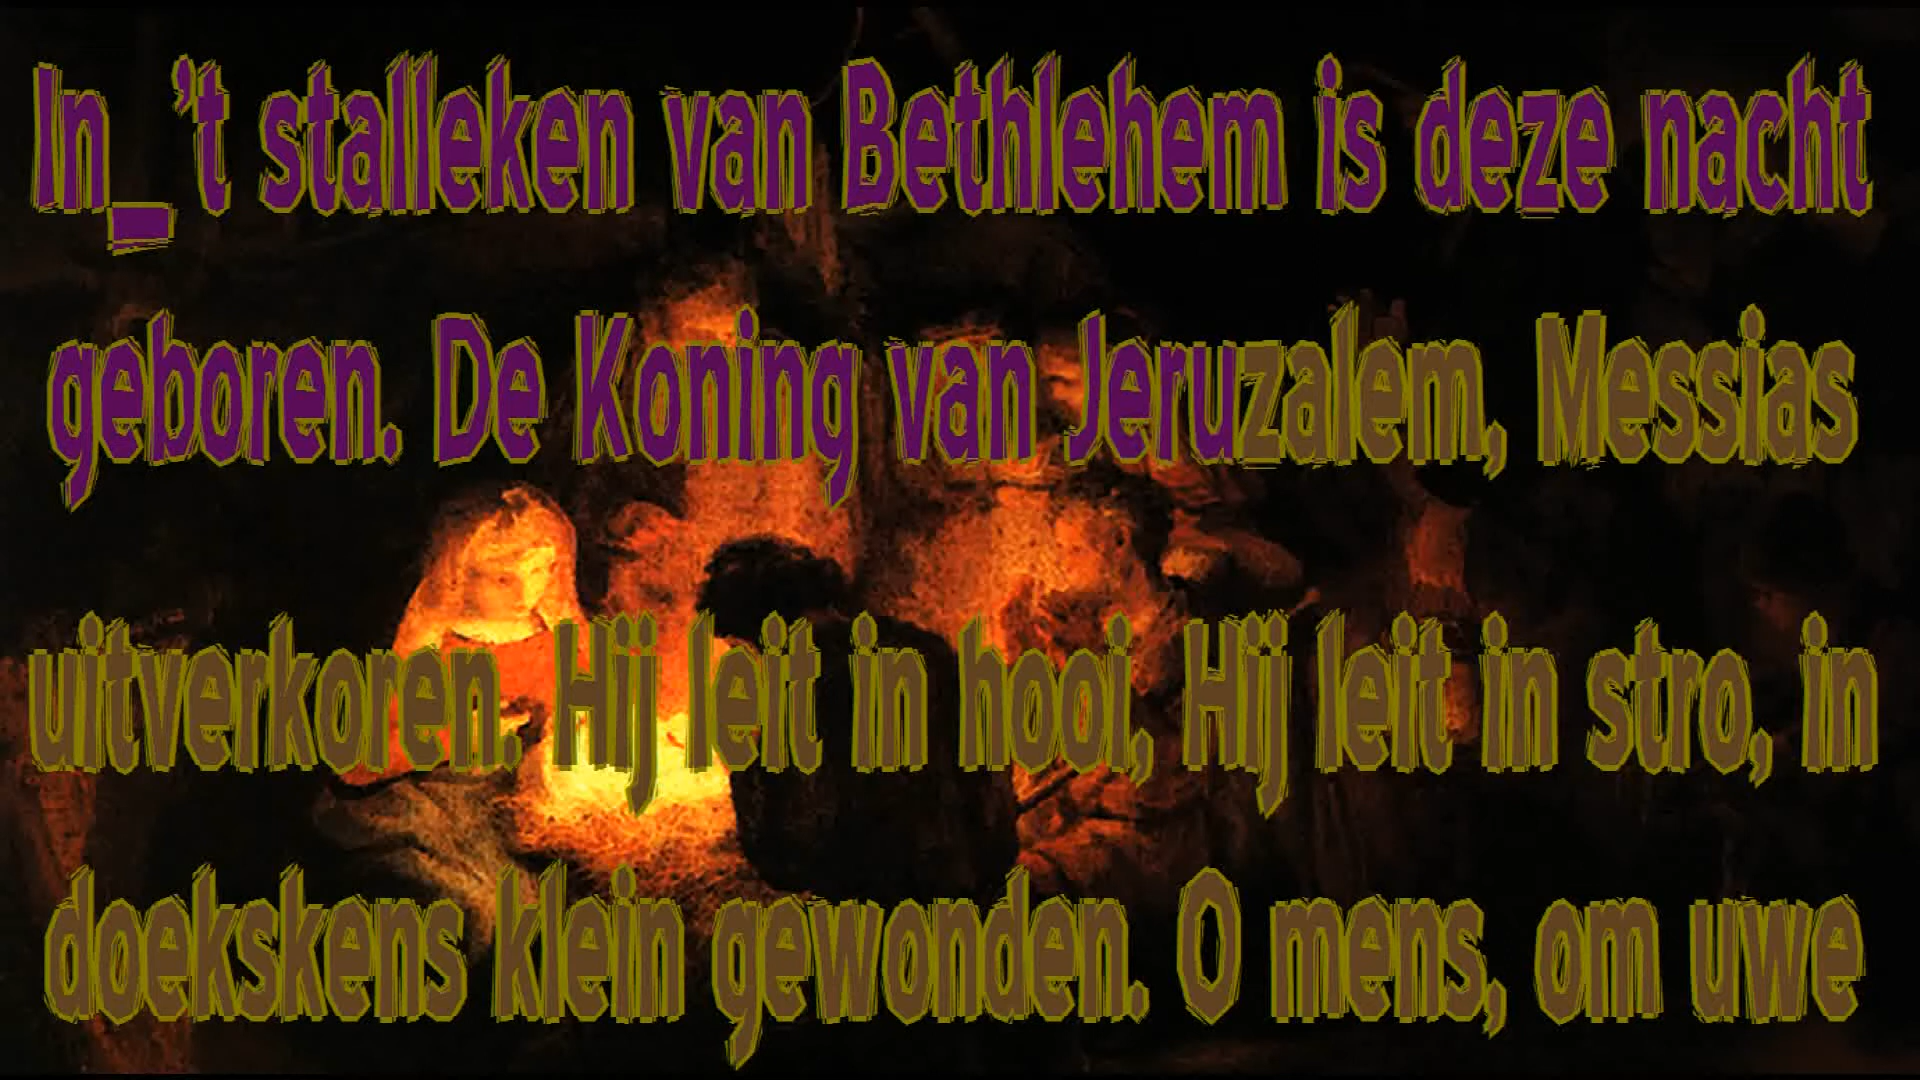 In_ ’t stalleken van Bethlehem is deze nacht
geboren. De Koning van Jeruzalem, Messias
uitverkoren. Hij leit in hooi, Hij leit in stro, in
doekskens klein gewonden. O mens, om uwe